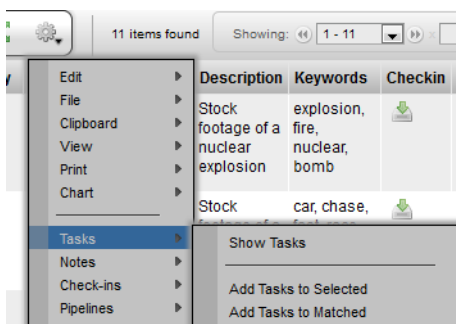 11 items found
Showing:
1 - 11
y
Description Keywords Checkin
Edit
File
Clipboard
View
Print
Chart
Tasks
Notes
Check-ins
Pipelines
Stock
footage of a
nuclear
explosion
explosion,
fire,
nuclear,
bomb
Stock
car, chase,
Show Tasks
Add Tasks to Selected
Add Tasks to Matched